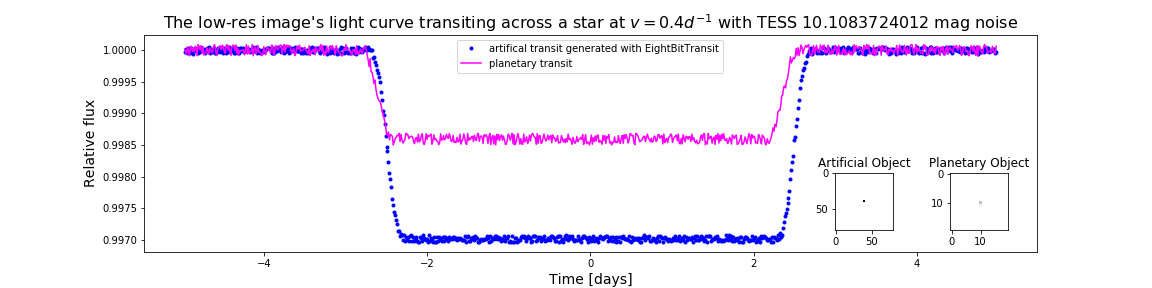 The low-res image's light curve transiting across a star at v = 0.4d⁻¹ with TESS 10.1083724012 mag noise
artifical transit generated with EightBitTransit
planetary transit
Relative flux
1.0000
0.9995
0.9990
0.9985
0.9980
0.9975
0.9970
−4
−2
0
2
4
Time [days]
Artificial Object
0
50
0
50
Planetary Object
0
10
0
10